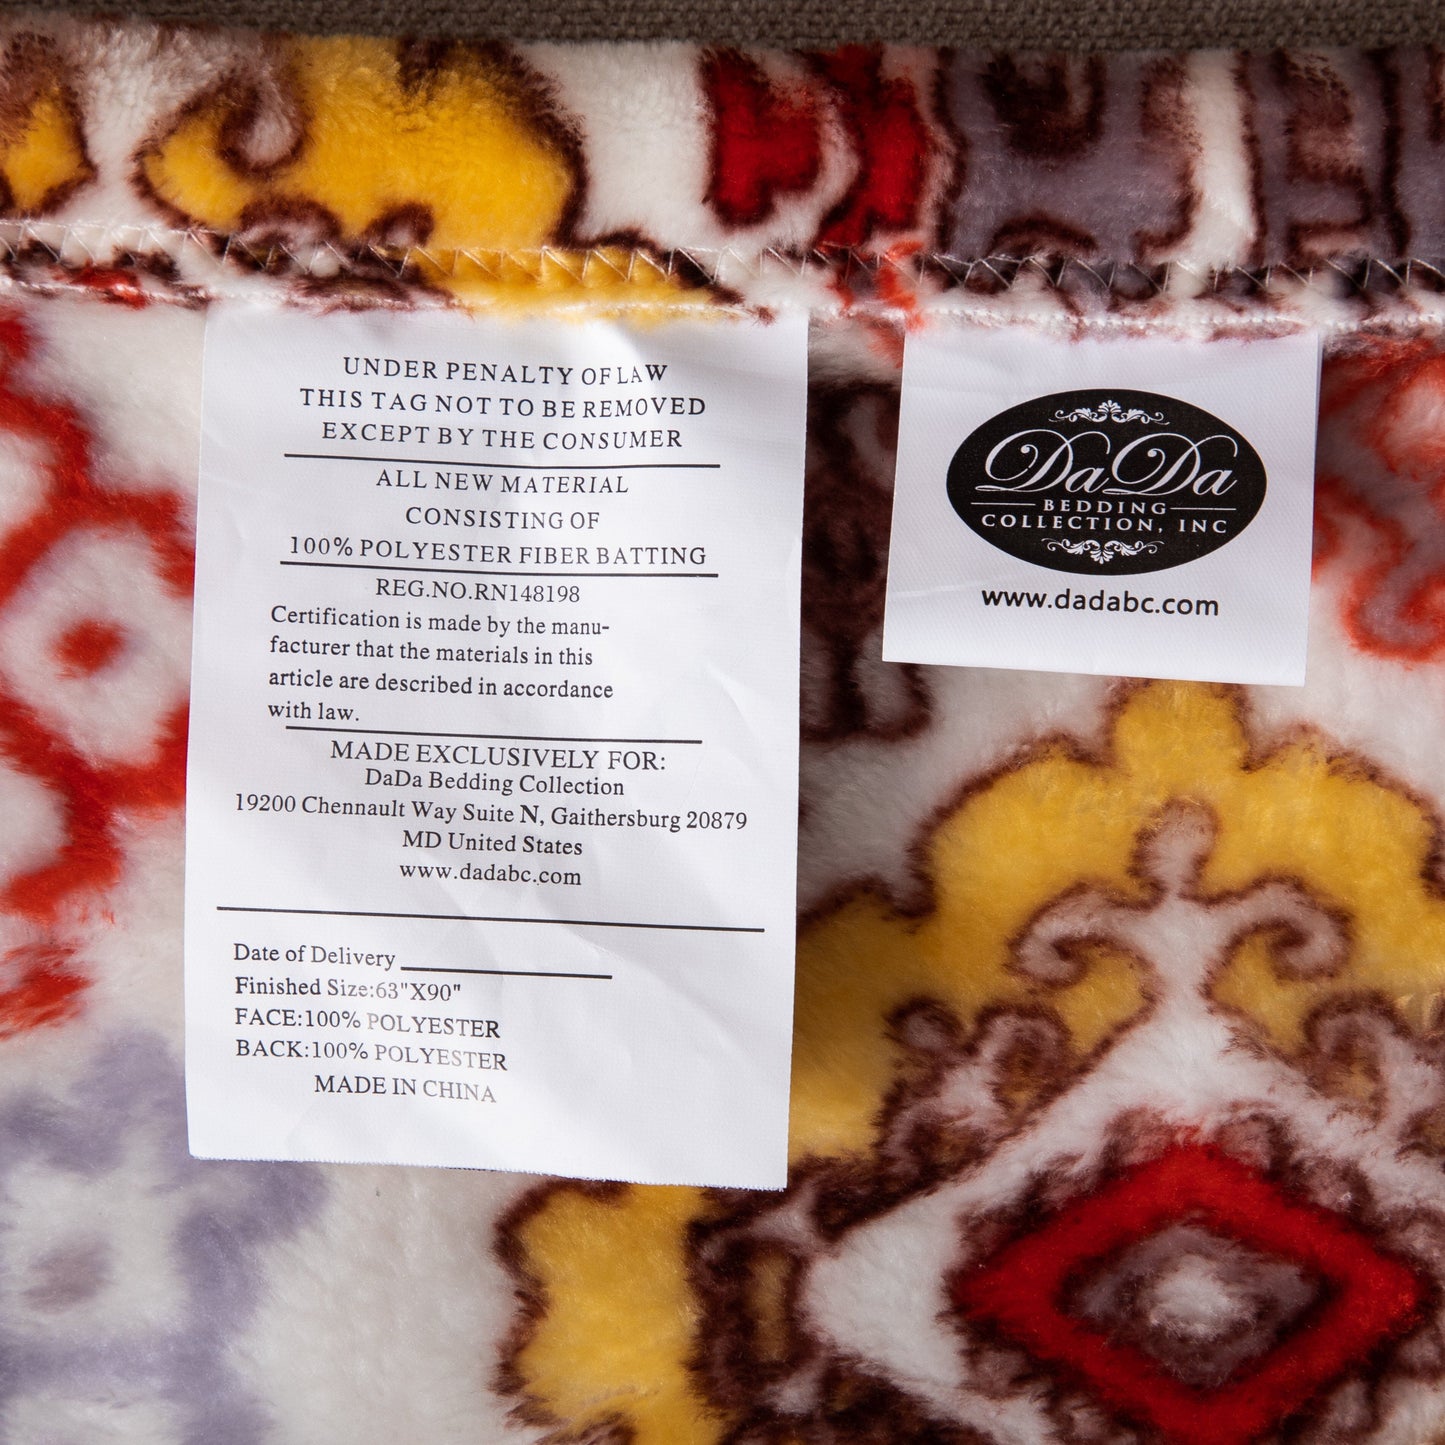 UNDER PENALTY OF LAW
THIS TAG NOT TO BE REMOVED
EXCEPT BY THE CONSUMER
ALL NEW MATERIAL
CONSISTING OF
100% POLYESTER FIBER BATTING
REG.NO.RN148198
Certification is made by the manu-
facturer that the materials in this
article are described in accordance
with law.
MADE EXCLUSIVELY FOR:
DaDa Bedding Collection
19200 Chennault Way Suite N, Gaithersburg 20879
MD United States
www.dadabc.com
Date of Delivery
Finished Size:63"X90"
FACE:100% POLYESTER
BACK:100% POLYESTER
MADE IN CHINA
DaDa
BEDDING
COLLECTION, INC
www.dadabc.com